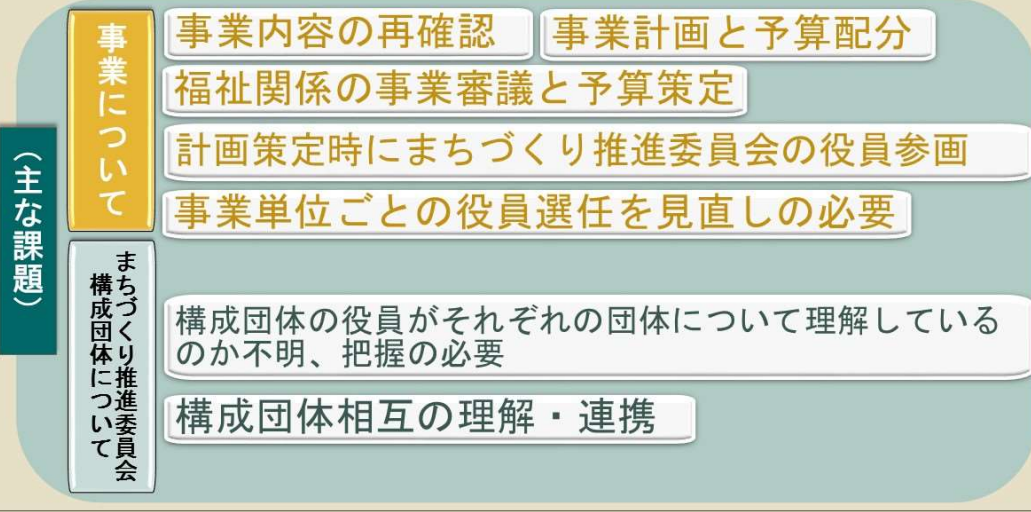 (主な課題)
事業について
事業内容の再確認
事業計画と予算配分
福祉関係の事業審議と予算策定
計画策定時にまちづくり推進委員会の役員参画
事業単位ごとの役員選任を見直しの必要
まちづくり推進委員会
構成団体について
構成団体の役員がそれぞれの団体について理解している
のか不明、把握の必要
構成団体相互の理解・連携